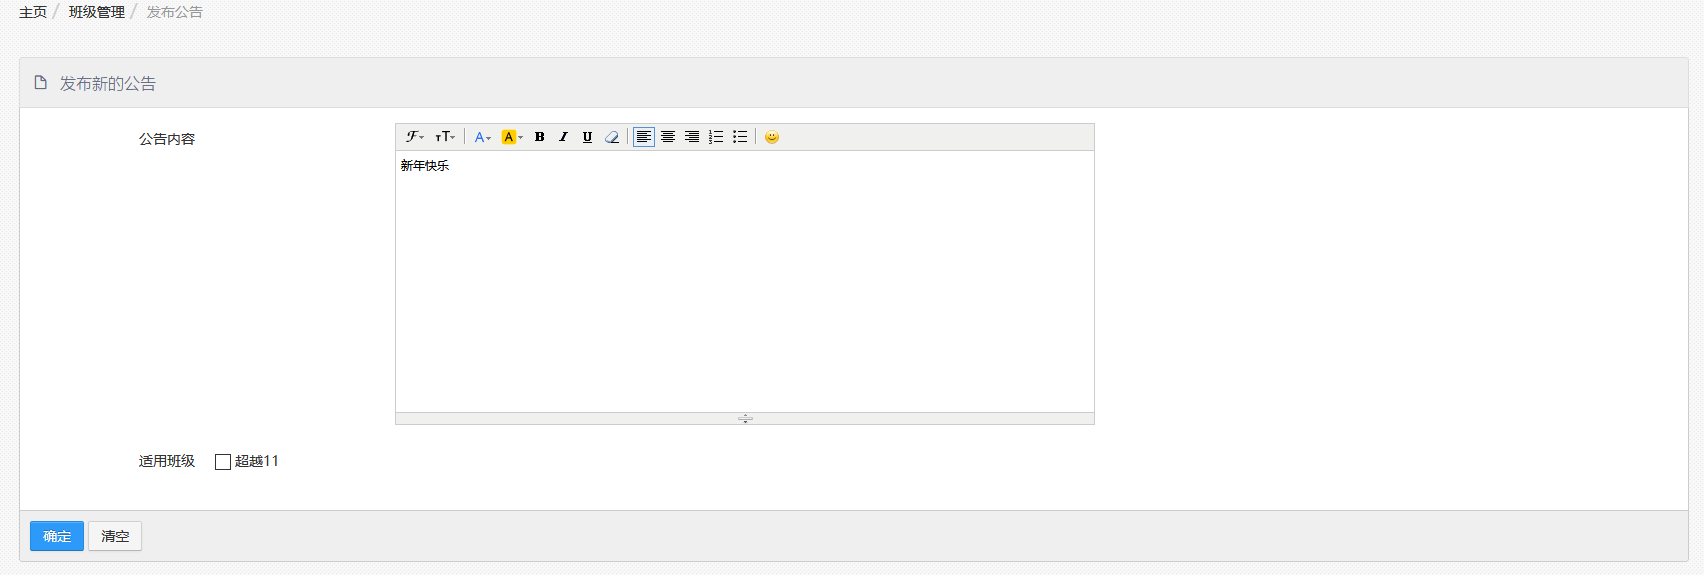 主页 / 班级管理 / 发布公告
发布新的公告
公告内容
新年快乐
适用班级 超越11
确定 清空